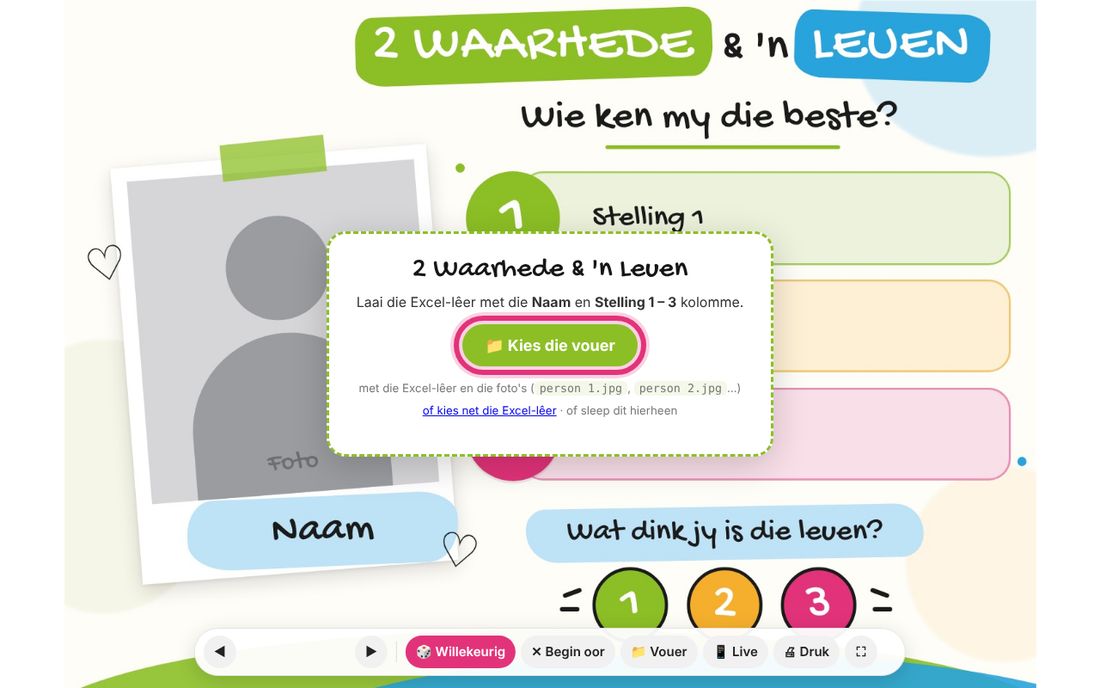 2 WAARHEDE & 'n LEUEN
Wie ken my die beste?
1
Stelling 1
2 Waarhede & 'n Leuen
Laai die Excel-lêer met die Naam en Stelling 1 – 3 kolomme.
📁 Kies die vouer
met die Excel-lêer en die foto's ( person 1.jpg , person 2.jpg …)
of kies net die Excel-lêer · of sleep dit hierheen
Foto
Naam
Wat dink jy is die leuen?
1 2 3
◀ ▶ 🎲 Willekeurig ✕ Begin oor 📁 Vouer 📱 Live 🖨 Druk ⛶